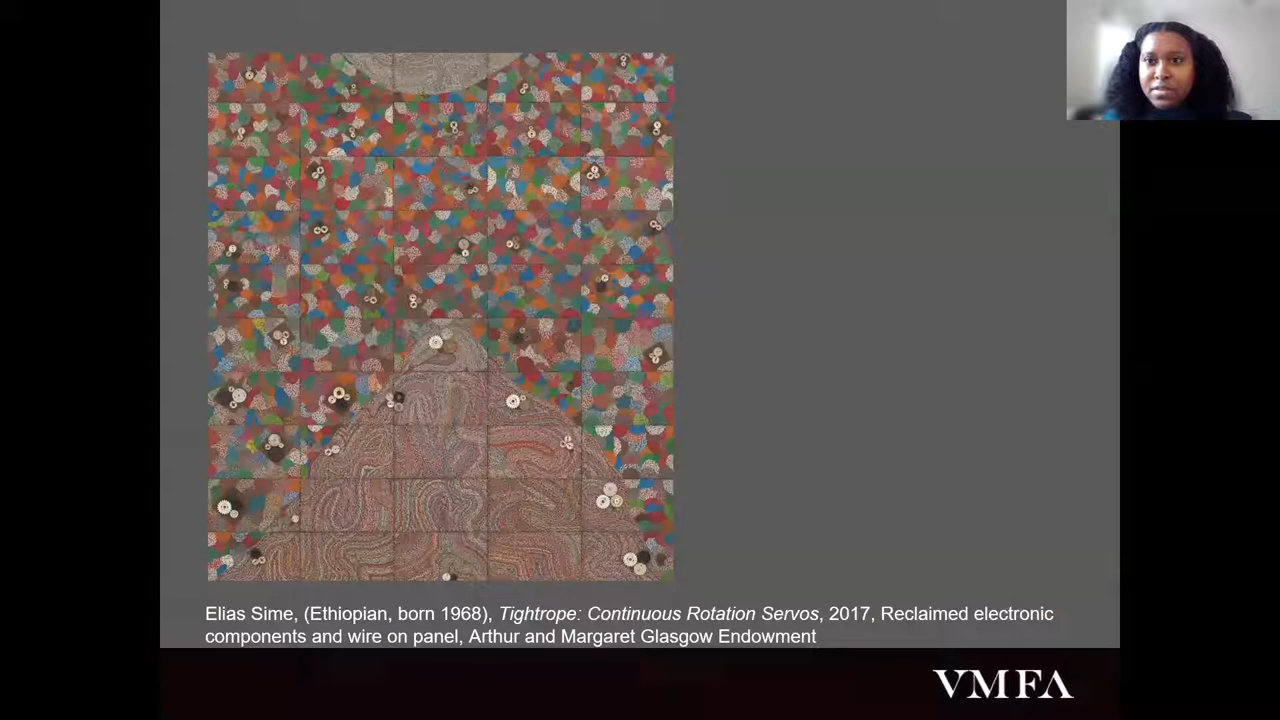 Elias Sime, (Ethiopian, born 1968), Tightrope: Continuous Rotation Servos, 2017, Reclaimed electronic
components and wire on panel, Arthur and Margaret Glasgow Endowment
VMFA